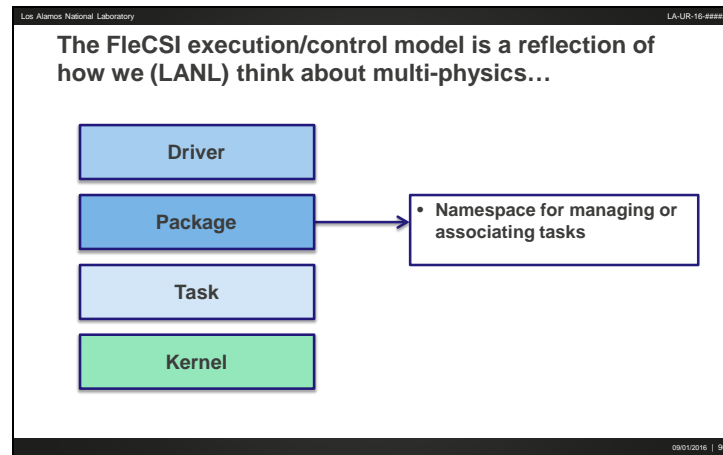 Los Alamos National Laboratory
LA-UR-16-####
The FleCSI execution/control model is a reflection of
how we (LANL) think about multi-physics…
Driver
Package
• Namespace for managing or
associating tasks
Task
Kernel
09/01/2016 | 9